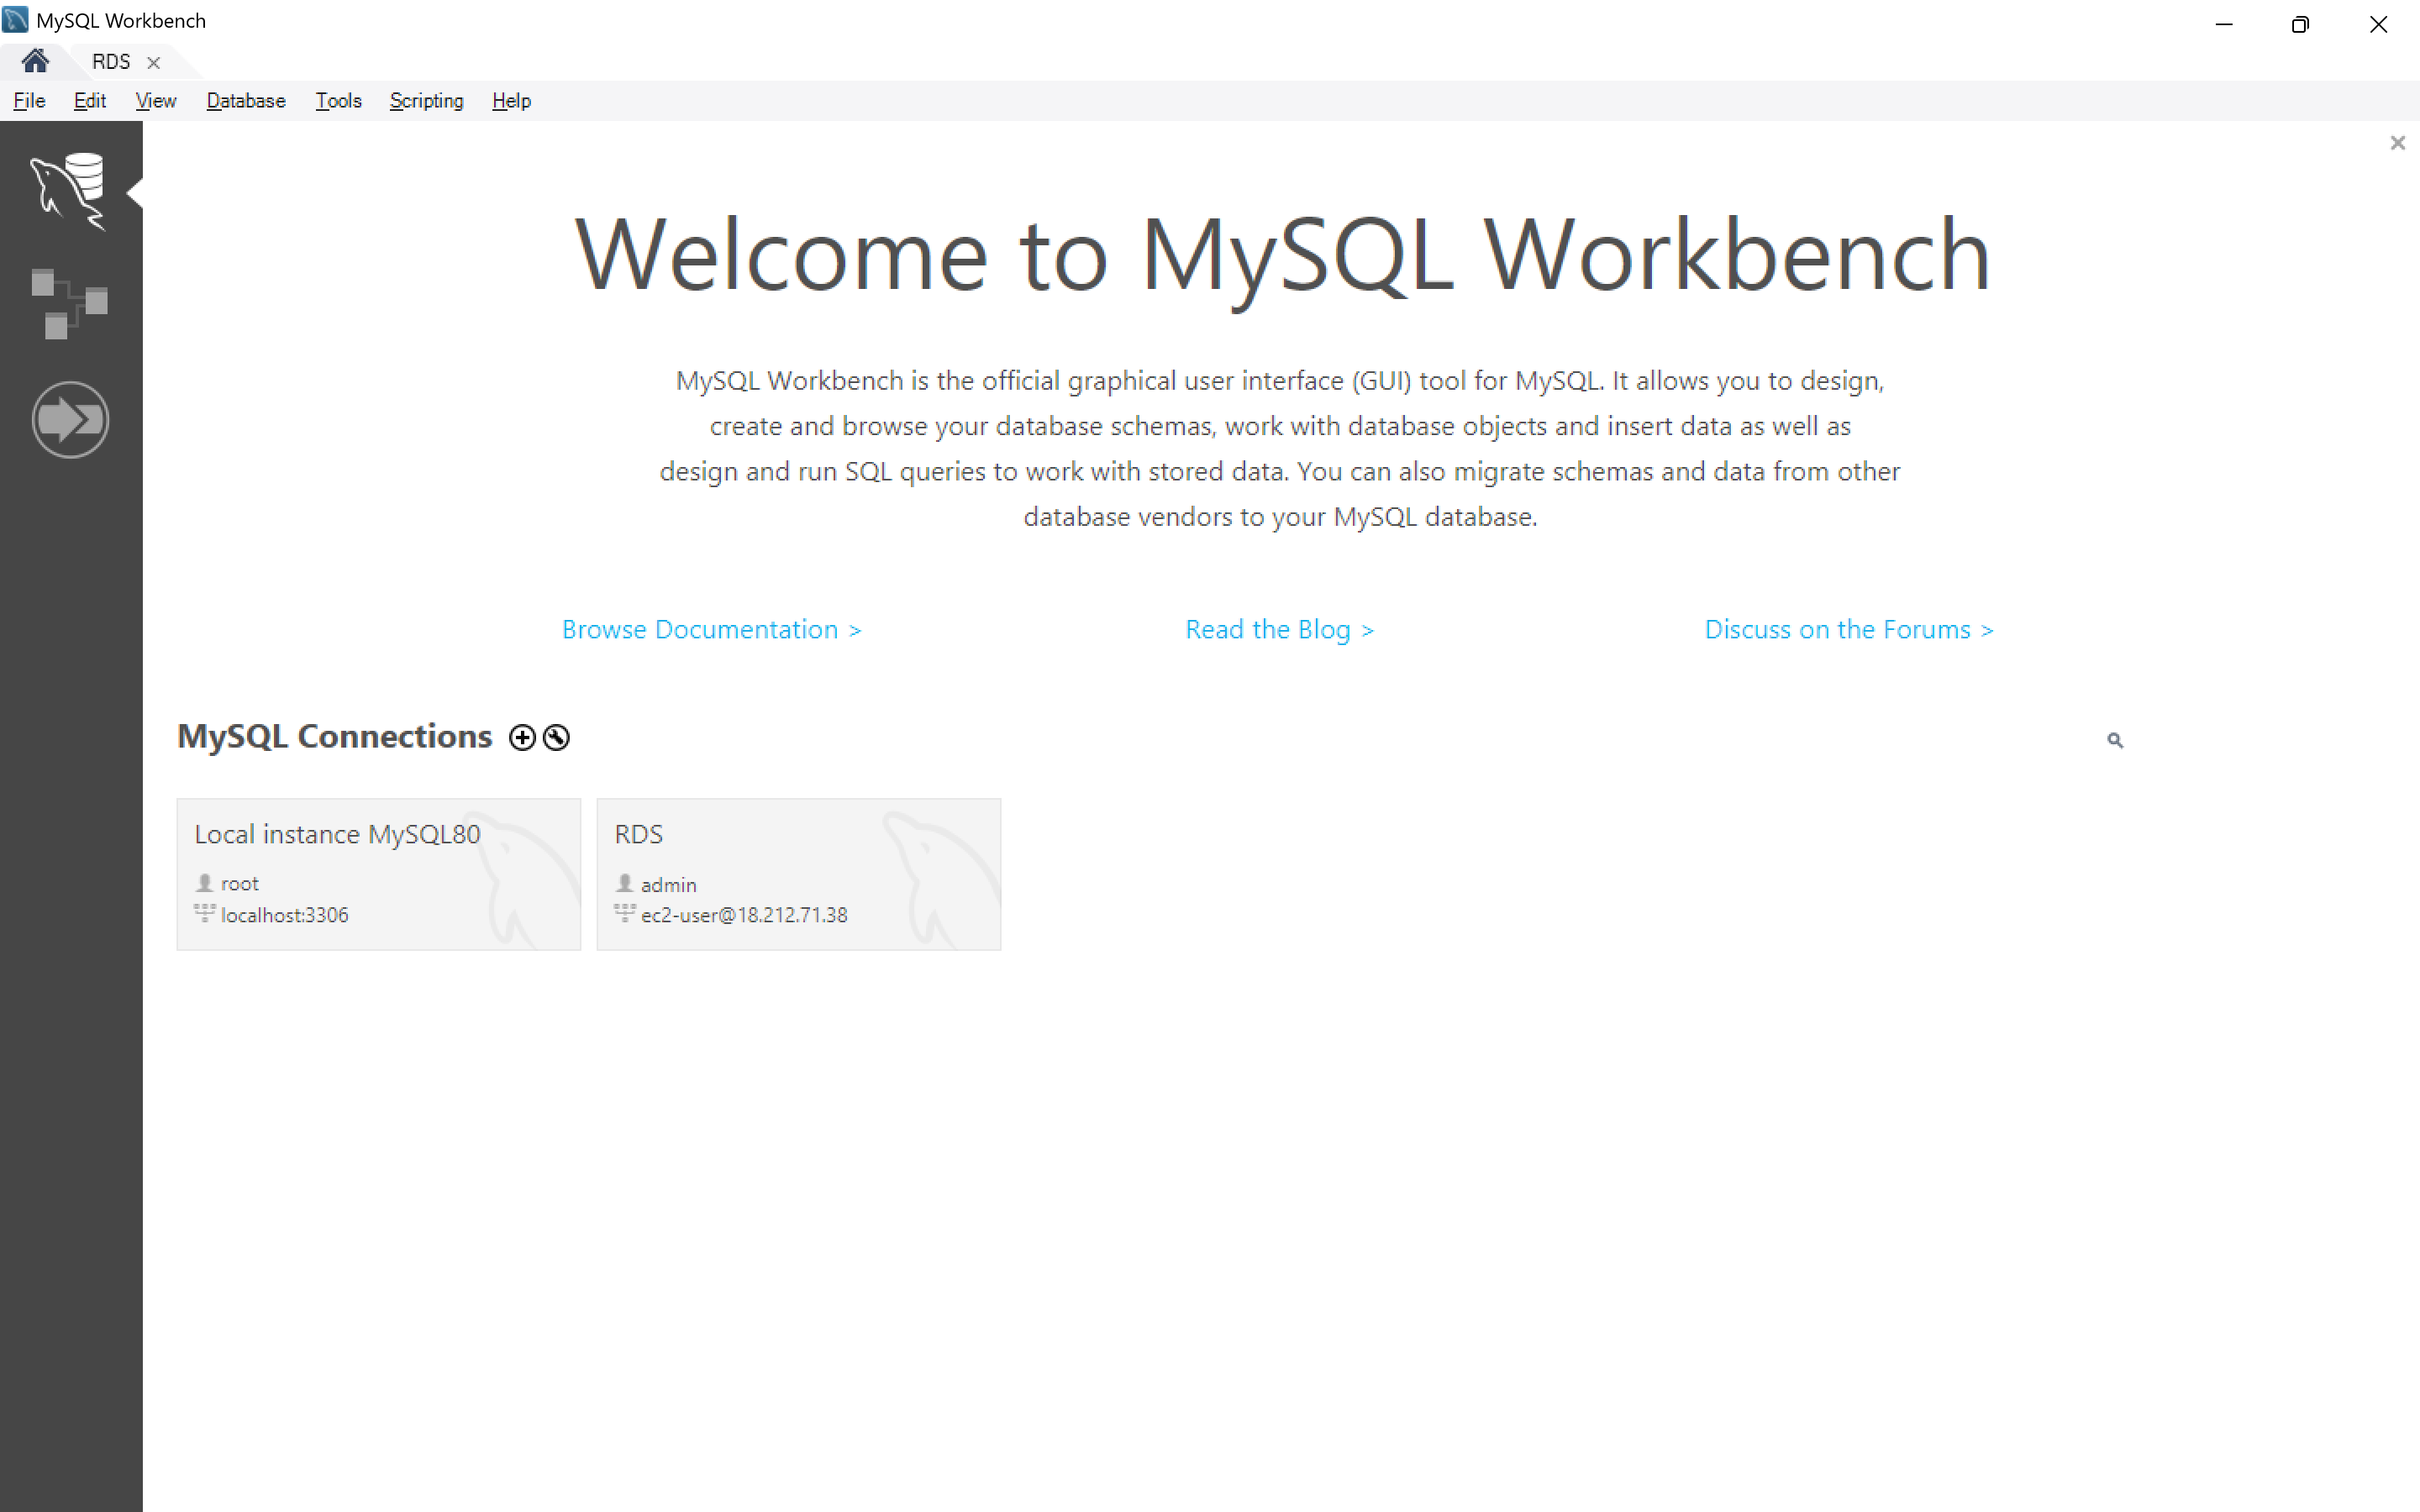 MySQL Workbench
RDS
File Edit View Database Tools Scripting Help
Welcome to MySQL Workbench
MySQL Workbench is the official graphical user interface (GUI) tool for MySQL. It allows you to design,
create and browse your database schemas, work with database objects and insert data as well as
design and run SQL queries to work with stored data. You can also migrate schemas and data from other
database vendors to your MySQL database.
Browse Documentation > Read the Blog > Discuss on the Forums >
MySQL Connections
Local instance MySQL80
root
localhost:3306
RDS
admin
ec2-user@18.212.71.38